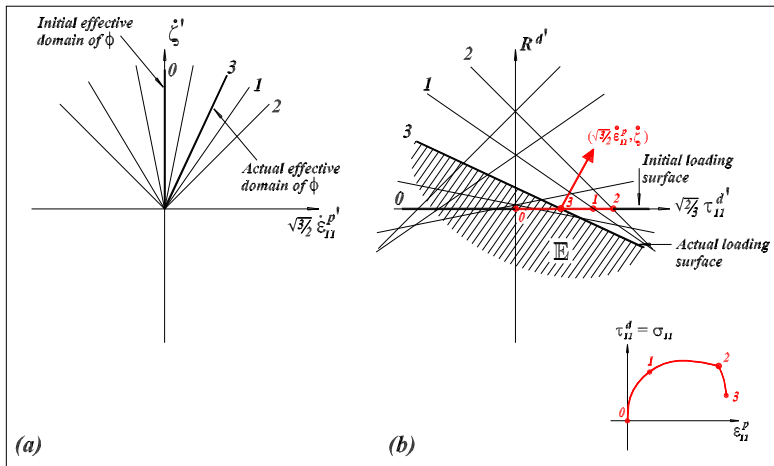 Initial effective
domain of ϕ
ζ̇'
0
3
1
2
Actual effective
domain of ϕ
√3/2 ε̇₁₁ᵖ'
(a)
R^d'
2
1
3
(√3/2 ε̇₁₁ᵖ, ζ̇)
Initial loading
surface
0
0
3
1
2
√2/3 τ₁₁ᵈ'
𝔼
Actual loading
surface
τ₁₁ᵈ = σ₁₁
1
2
3
0
ε₁₁ᵖ
(b)